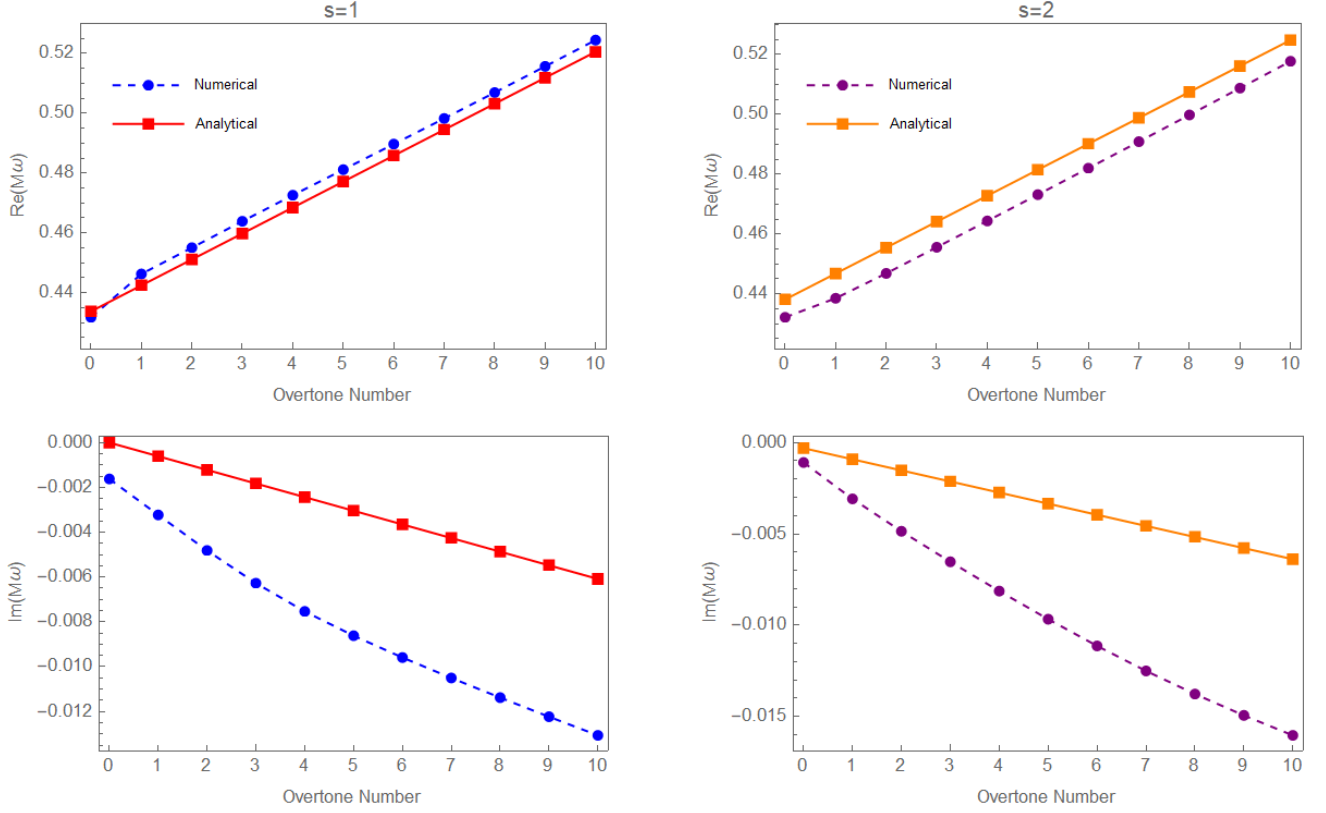 s=1
0.52
0.50
0.48
0.46
0.44
Re(Mω)
Numerical
Analytical
0 1 2 3 4 5 6 7 8 9 10
Overtone Number
s=2
0.52
0.50
0.48
0.46
0.44
Re(Mω)
Numerical
Analytical
0 1 2 3 4 5 6 7 8 9 10
Overtone Number
0.000
−0.002
−0.004
−0.006
−0.008
−0.010
−0.012
Im(Mω)
0 1 2 3 4 5 6 7 8 9 10
Overtone Number
0.000
−0.005
−0.010
−0.015
Im(Mω)
0 1 2 3 4 5 6 7 8 9 10
Overtone Number